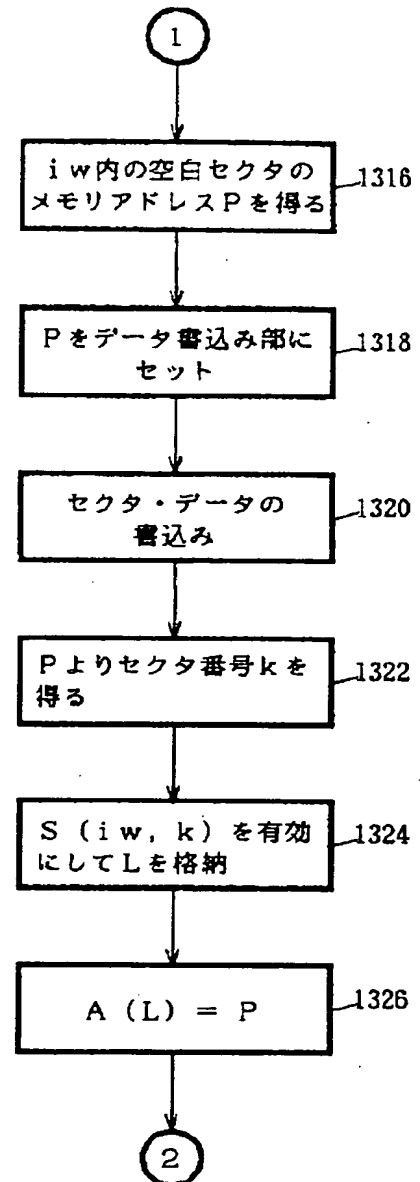 1
iw内の空白セクタの
メモリアドレスPを得る
1316
Pをデータ書込み部に
セット
1318
セクタ・データの
書込み
1320
Pよりセクタ番号kを
得る
1322
S(iw,k)を有効
にしてLを格納
1324
A(L)= P
1326
2